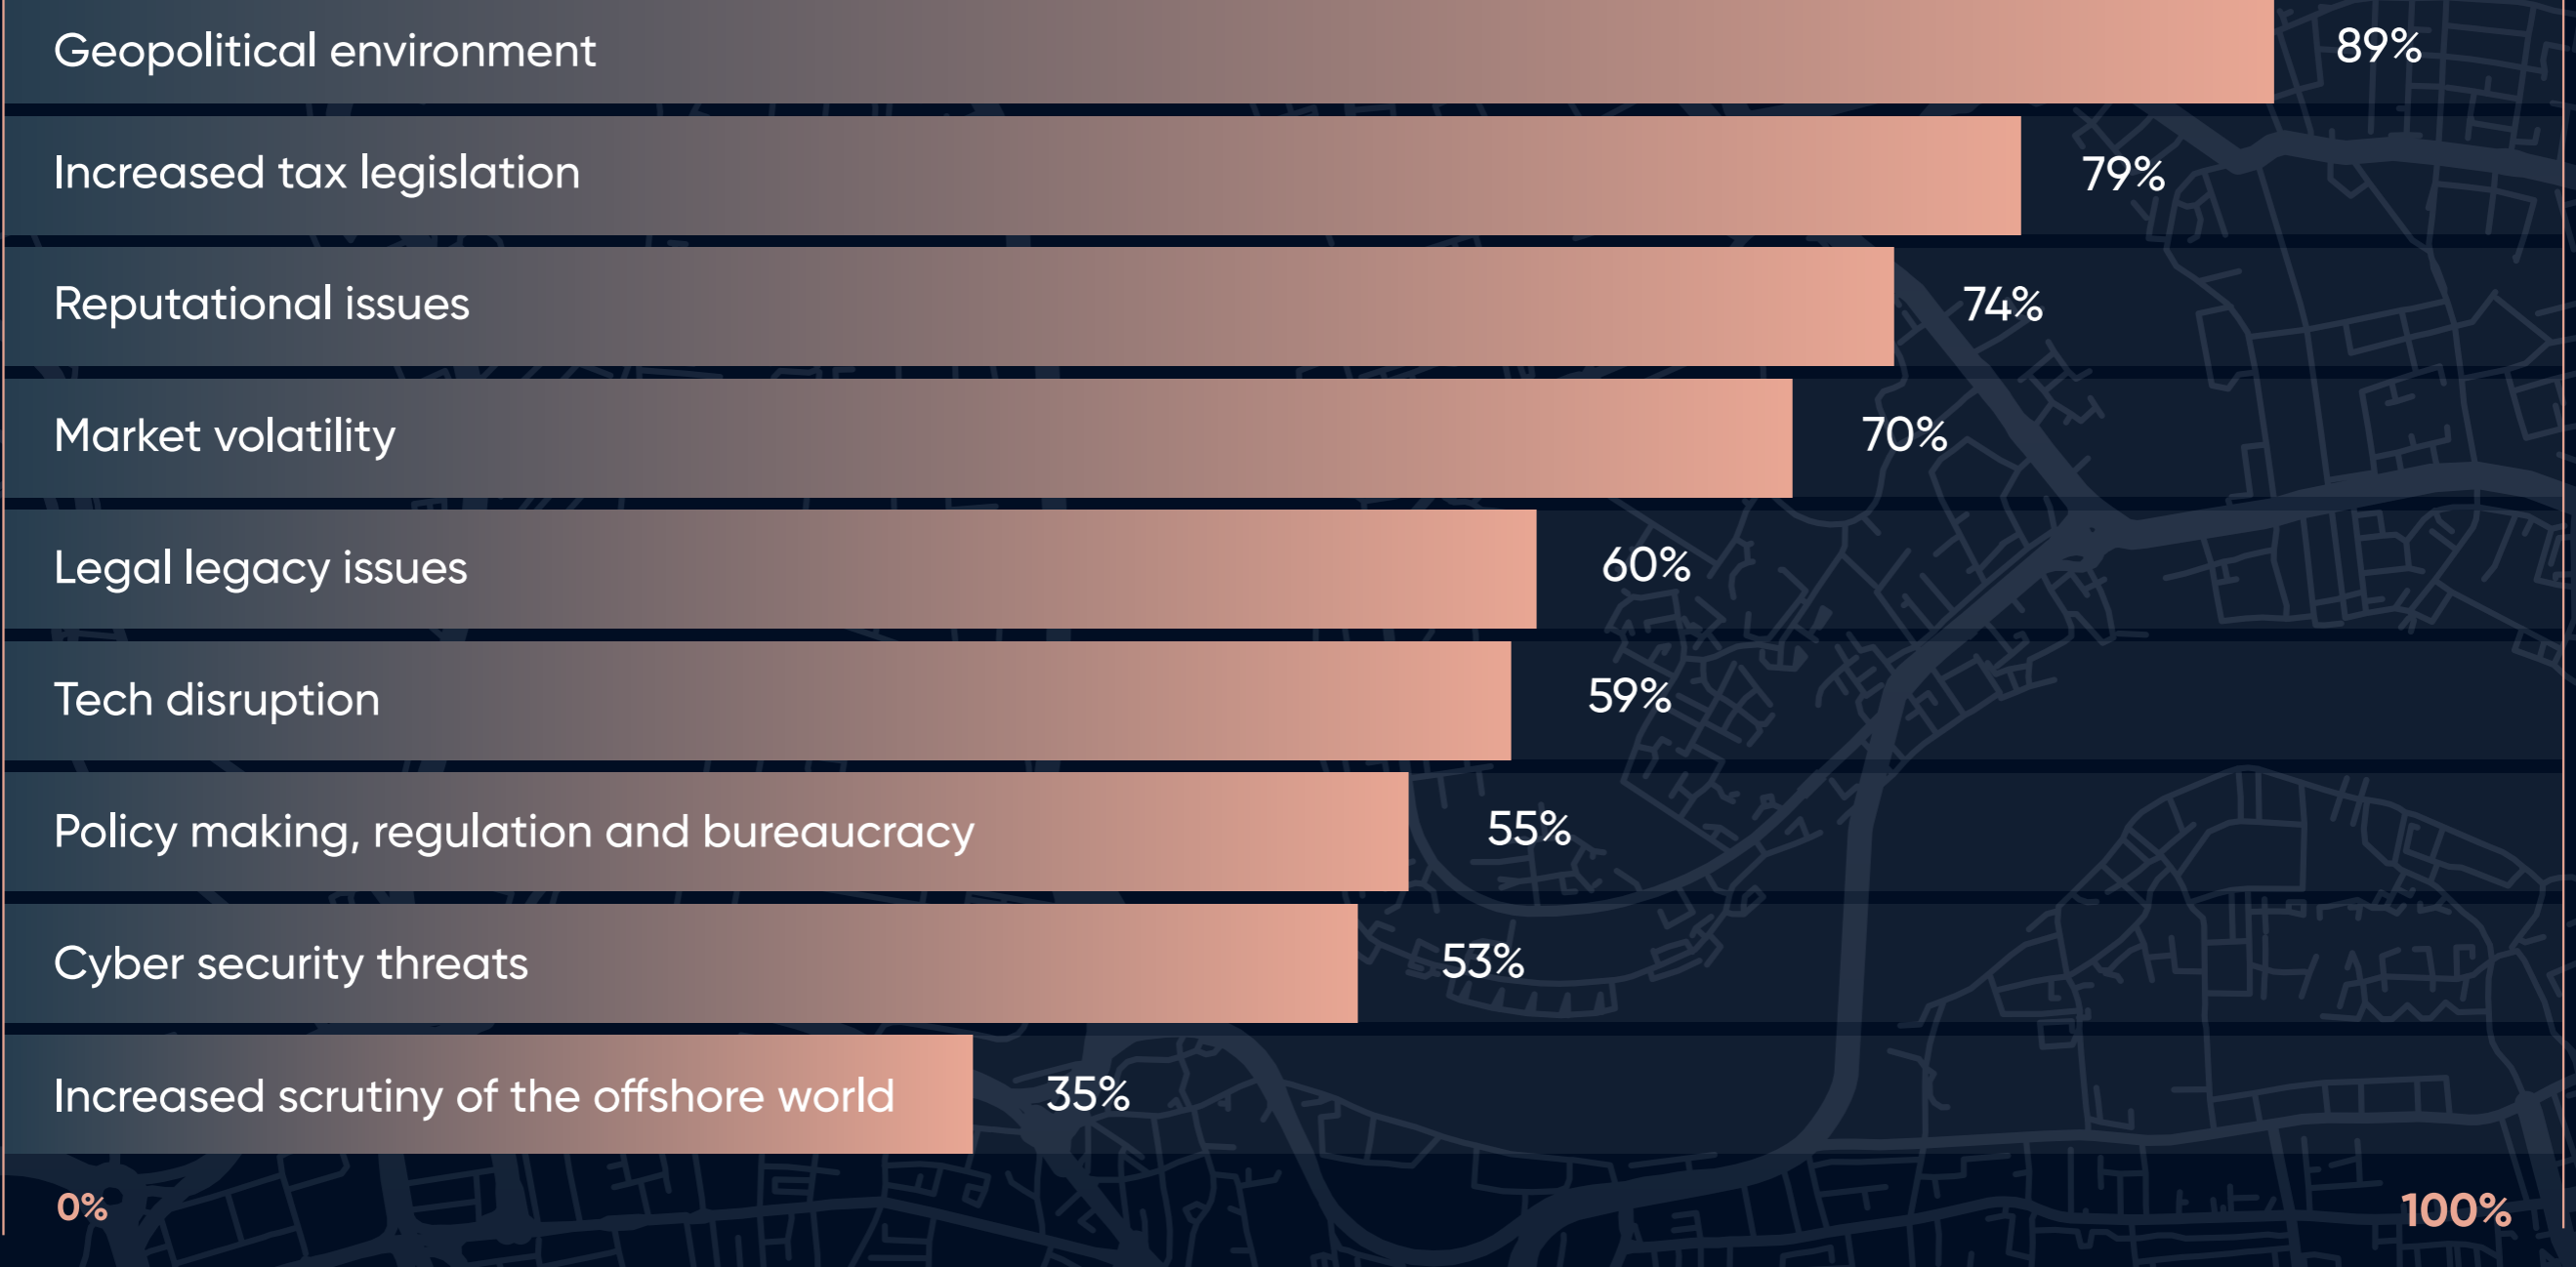 Geopolitical environment 89%
Increased tax legislation 79%
Reputational issues 74%
Market volatility 70%
Legal legacy issues 60%
Tech disruption 59%
Policy making, regulation and bureaucracy 55%
Cyber security threats 53%
Increased scrutiny of the offshore world 35%
0% 100%